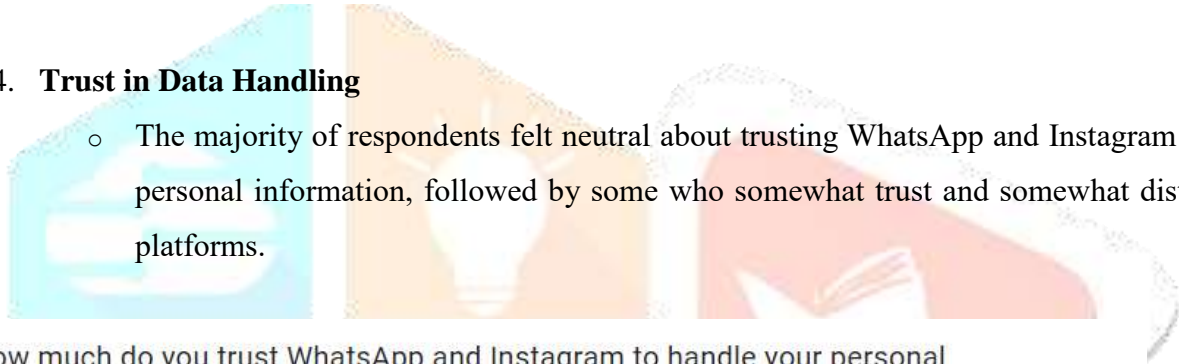 4. Trust in Data Handling
o The majority of respondents felt neutral about trusting WhatsApp and Instagram
personal information, followed by some who somewhat trust and somewhat dis
platforms.
ow much do you trust WhatsApp and Instagram to handle your personal